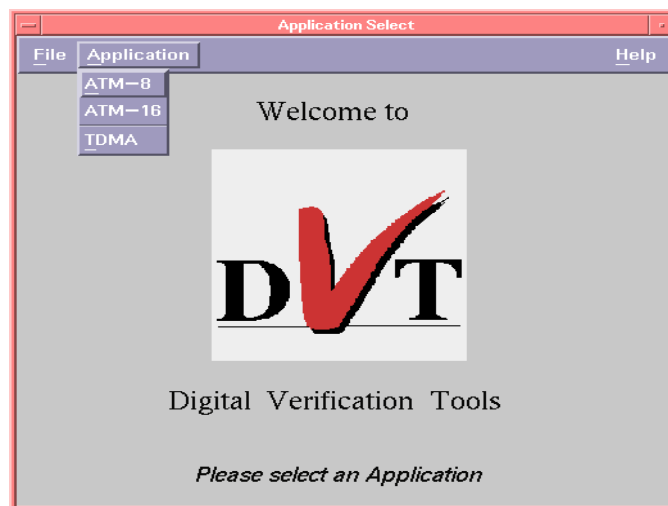 Application Select
File Application Help
ATM-8
ATM-16
TDMA
Welcome to
DVT
Digital Verification Tools
Please select an Application